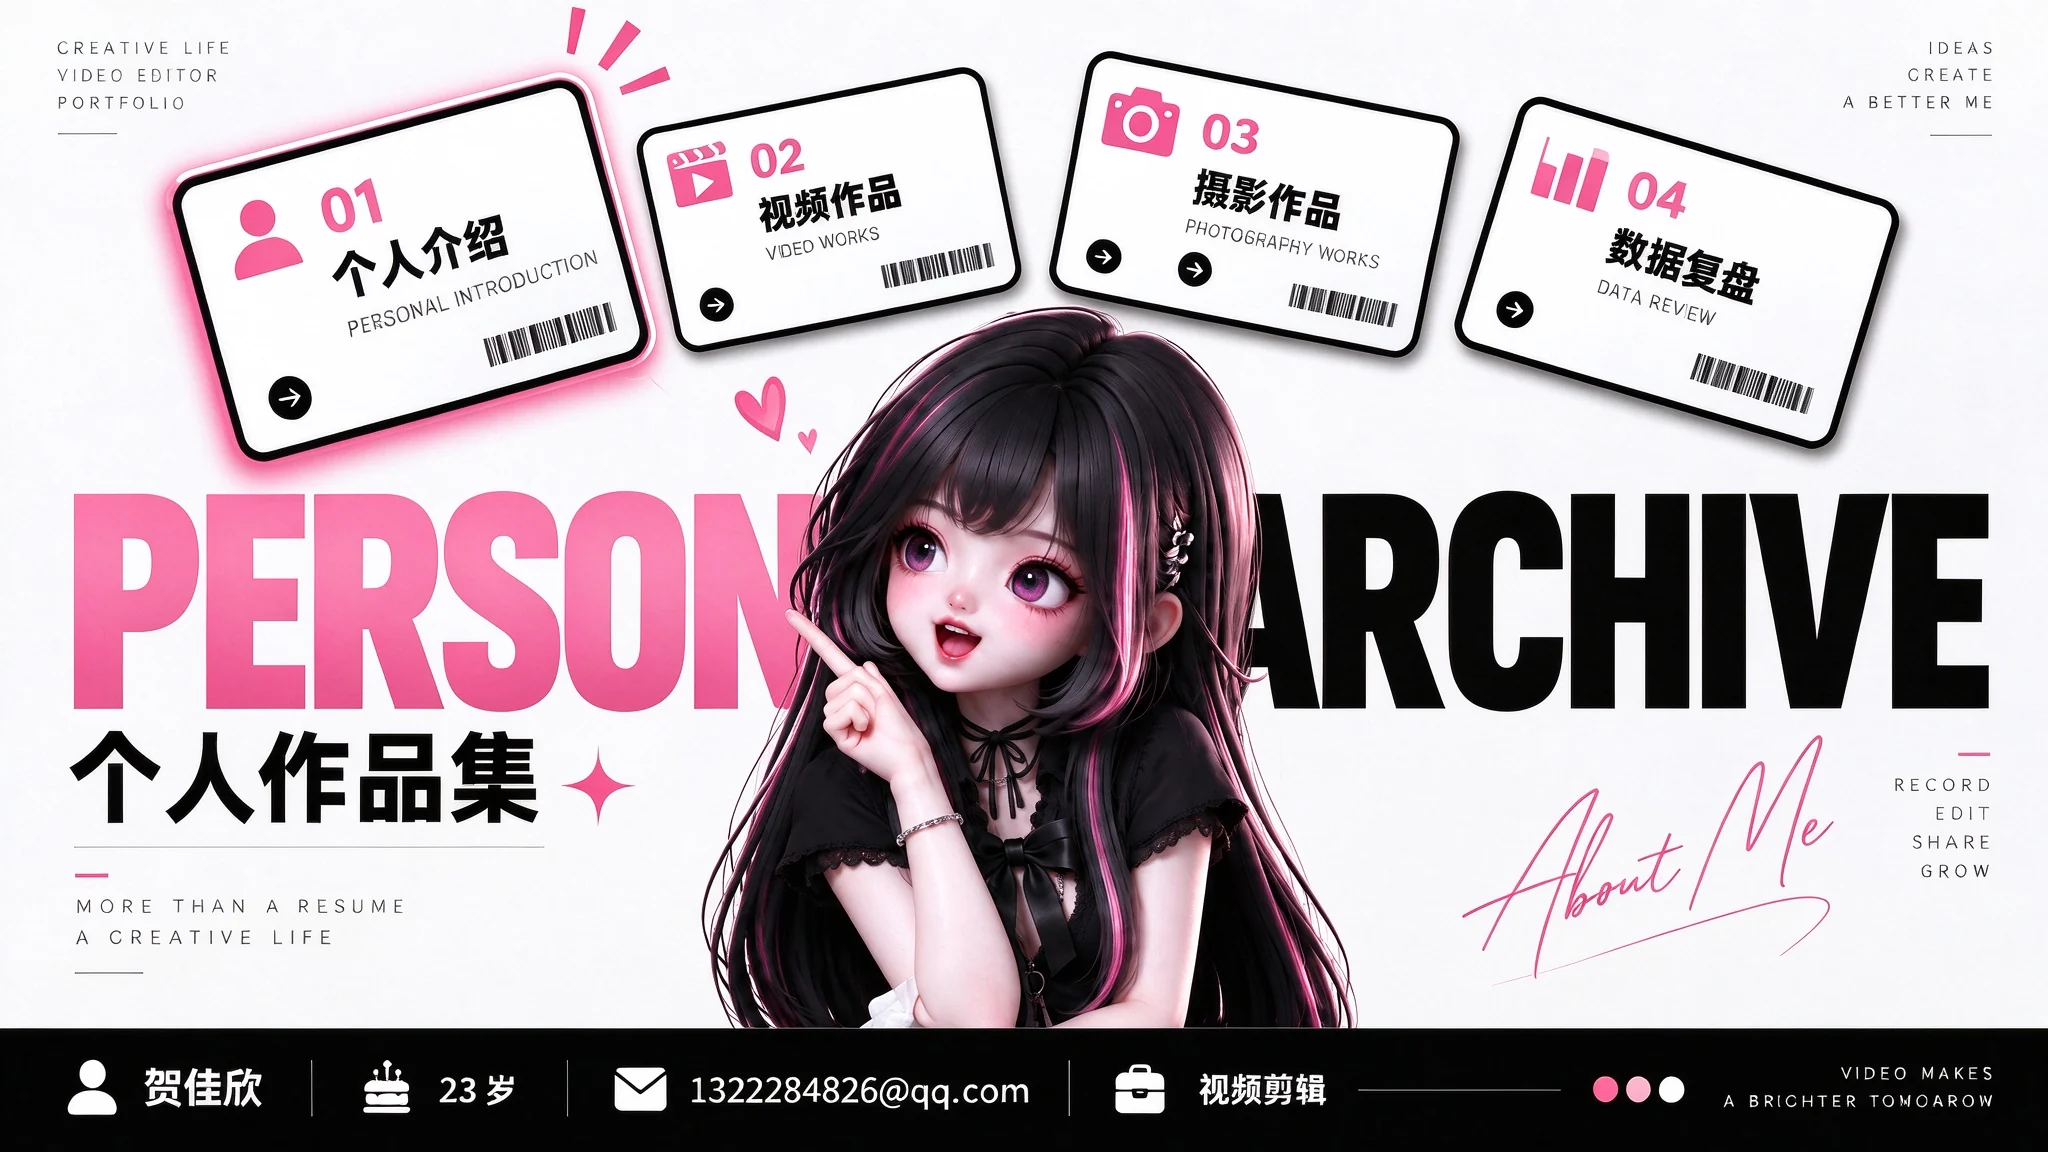 CREATIVE LIFE
VIDEO EDITOR
PORTFOLIO
IDEAS
CREATE
A BETTER ME
01
个人介绍
PERSONAL INTRODUCTION
02
视频作品
VIDEO WORKS
03
摄影作品
PHOTOGRAPHY WORKS
04
数据复盘
DATA REVIEW
PERSON ARCHIVE
个人作品集
MORE THAN A RESUME
A CREATIVE LIFE
About Me
RECORD
EDIT
SHARE
GROW
贺佳欣
23 岁
1322284826@qq.com
视频剪辑
VIDEO MAKES
A BRICHTER TOMOAROW